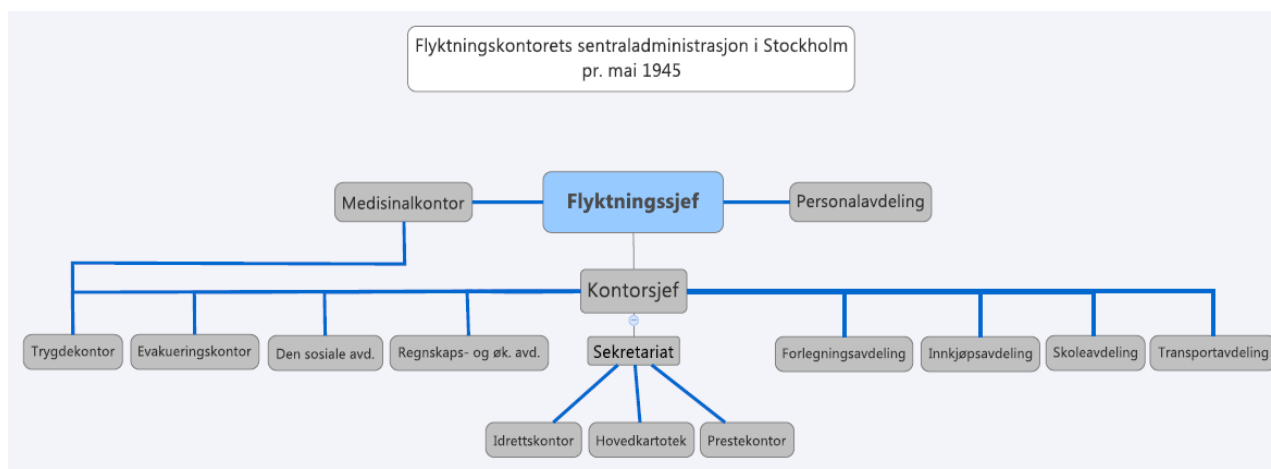 Flyktningskontorets sentraladministrasjon i Stockholm
pr. mai 1945
Medisinalkontor
Flyktningssjef
Personalavdeling
Kontorsjef
Trygdekontor
Evakueringskontor
Den sosiale avd.
Regnskaps- og øk. avd.
Sekretariat
Forlegningsavdeling
Innkjøpsavdeling
Skoleavdeling
Transportavdeling
Idrettskontor
Hovedkartotek
Prestekontor